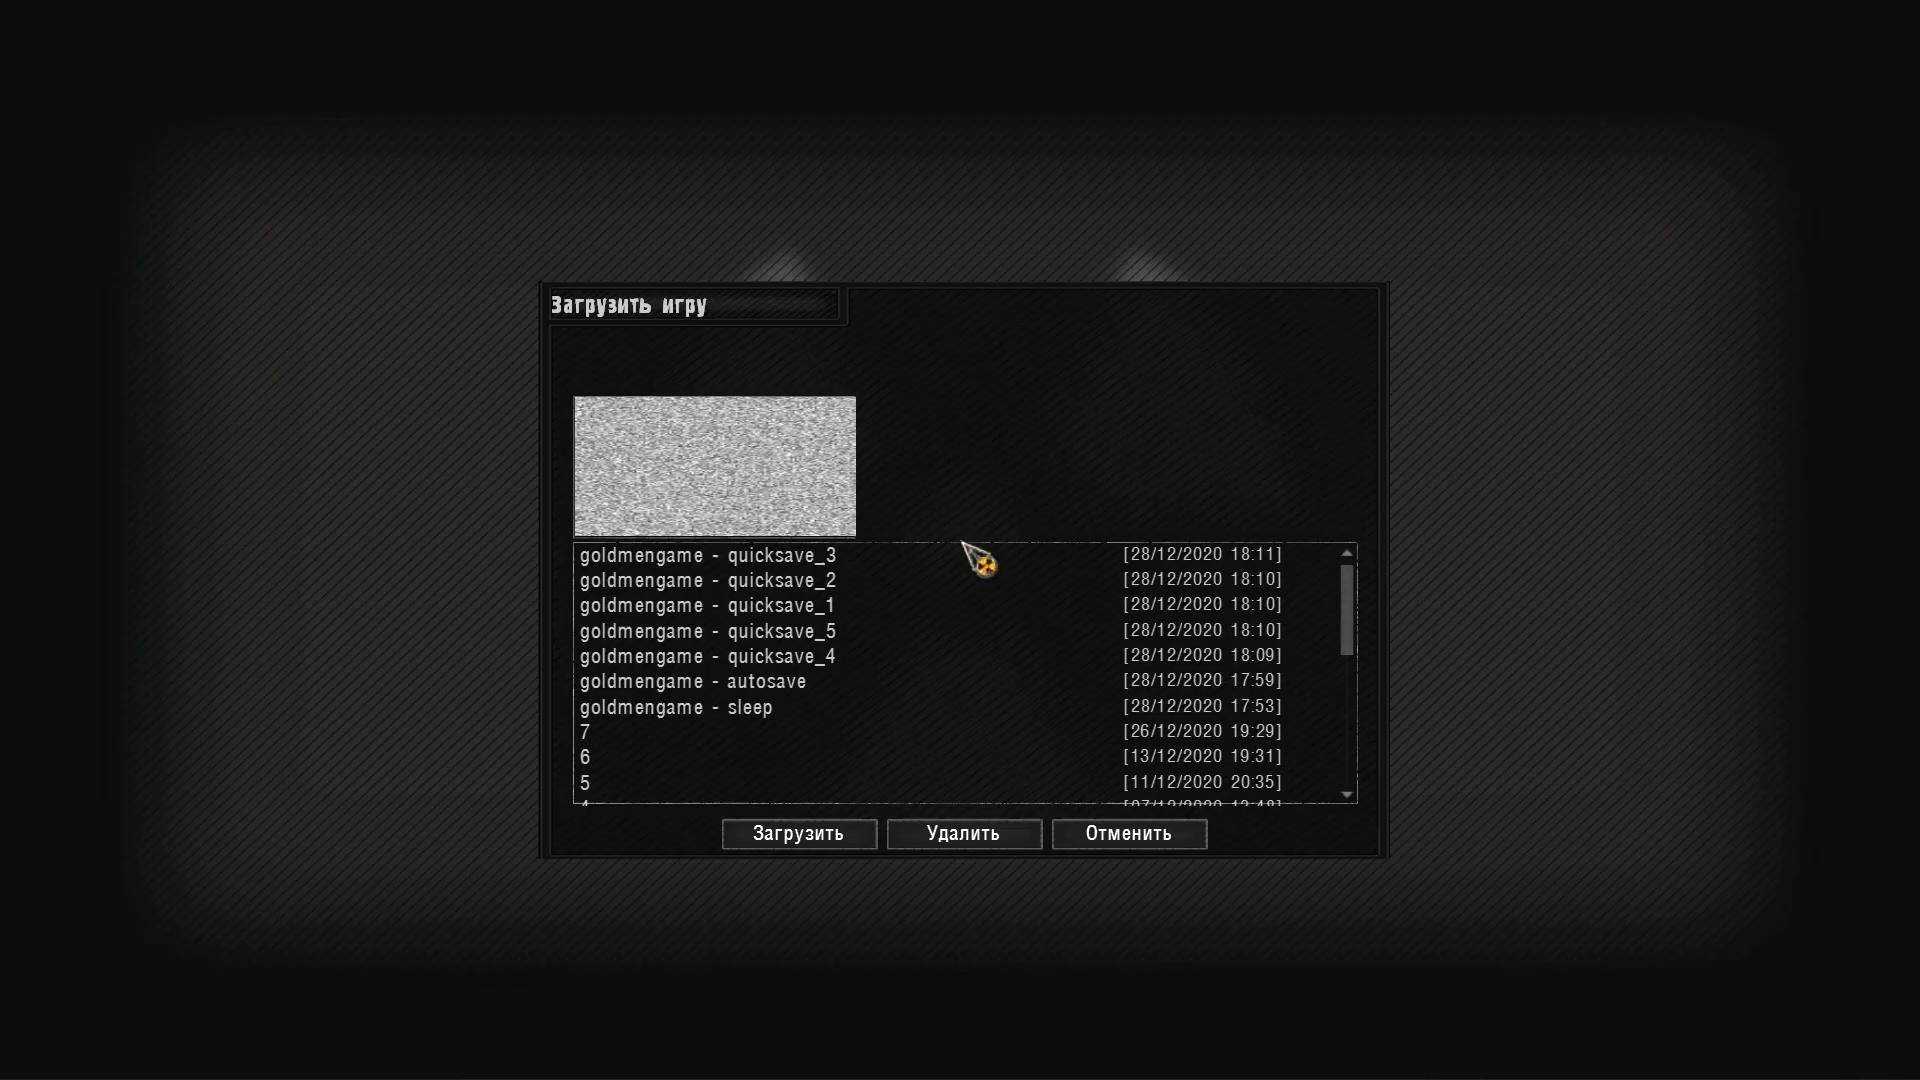 Загрузить игру
goldmengame - quicksave_3 [28/12/2020 18:11]
goldmengame - quicksave_2 [28/12/2020 18:10]
goldmengame - quicksave_1 [28/12/2020 18:10]
goldmengame - quicksave_5 [28/12/2020 18:10]
goldmengame - quicksave_4 [28/12/2020 18:09]
goldmengame - autosave [28/12/2020 17:59]
goldmengame - sleep [28/12/2020 17:53]
7 [26/12/2020 19:29]
6 [13/12/2020 19:31]
5 [11/12/2020 20:35]
Загрузить Удалить Отменить